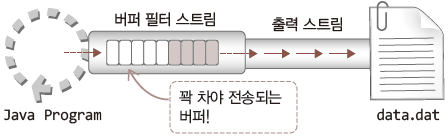 버퍼 필터 스트림
출력 스트림
꽉 차야 전송되는
버퍼!
Java Program
data.dat